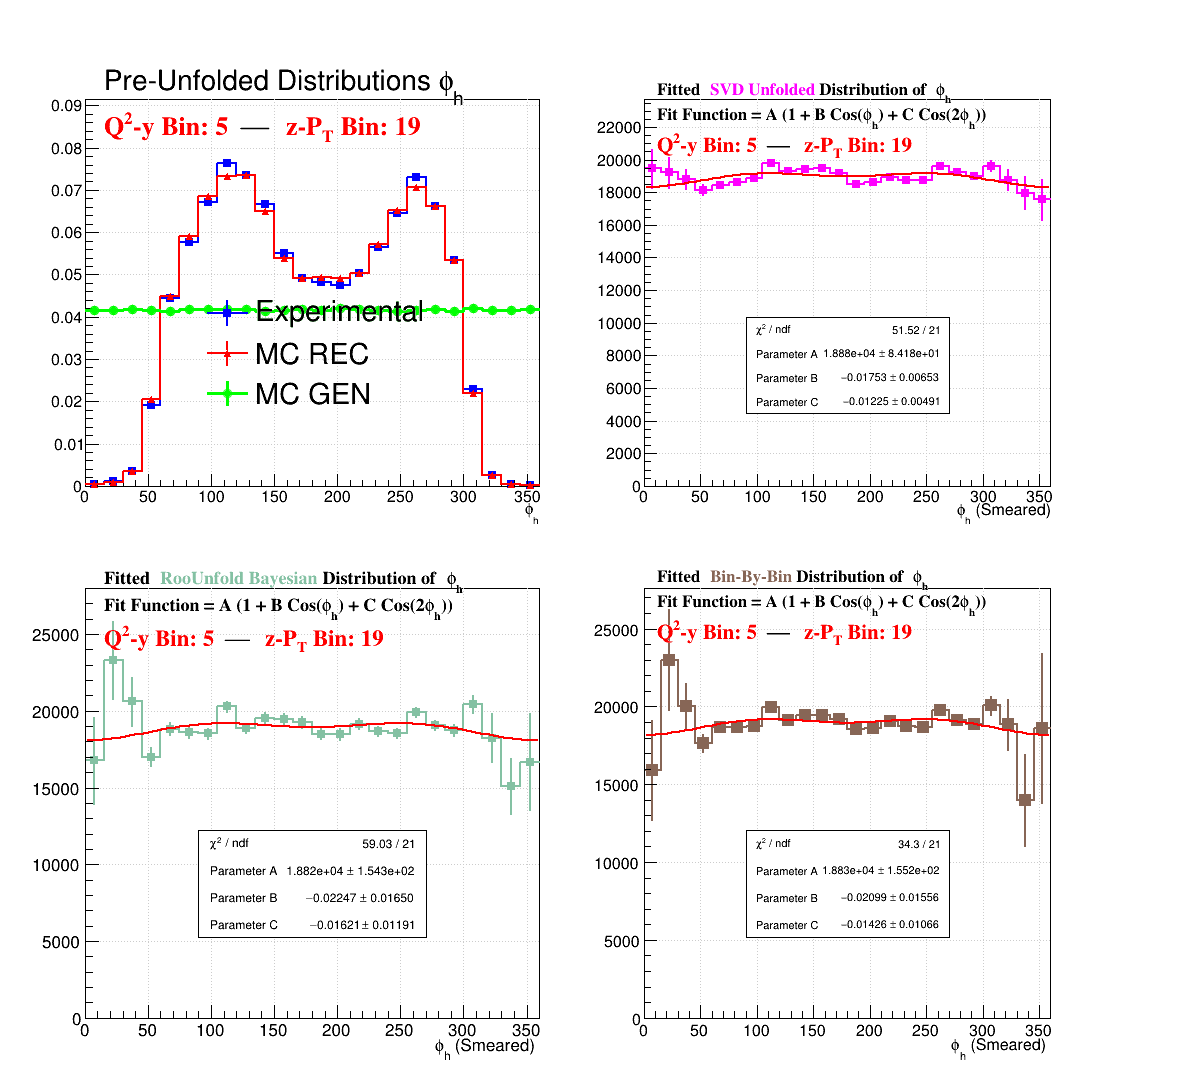 Pre-Unfolded Distributions ϕh
Q²-y Bin: 5 — z-PT Bin: 19
0.09
0.08
0.07
0.06
0.05
0.04
0.03
0.02
0.01
0
Experimental
MC REC
MC GEN
0 50 100 150 200 250 300 350
ϕh
Fitted SVD Unfolded Distribution of ϕh
Fit Function = A (1 + B Cos(ϕh) + C Cos(2ϕh))
Q²-y Bin: 5 — z-PT Bin: 19
22000
20000
18000
16000
14000
12000
10000
8000
6000
4000
2000
0
χ² / ndf 51.52 / 21
Parameter A 1.888e+04 ± 8.418e+01
Parameter B −0.01753 ± 0.00653
Parameter C −0.01225 ± 0.00491
0 50 100 150 200 250 300 350
ϕh (Smeared)
Fitted RooUnfold Bayesian Distribution of ϕh
Fit Function = A (1 + B Cos(ϕh) + C Cos(2ϕh))
Q²-y Bin: 5 — z-PT Bin: 19
25000
20000
15000
10000
5000
0
χ² / ndf 59.03 / 21
Parameter A 1.882e+04 ± 1.543e+02
Parameter B −0.02247 ± 0.01650
Parameter C −0.01621 ± 0.01191
0 50 100 150 200 250 300 350
ϕh (Smeared)
Fitted Bin-By-Bin Distribution of ϕh
Fit Function = A (1 + B Cos(ϕh) + C Cos(2ϕh))
Q²-y Bin: 5 — z-PT Bin: 19
25000
20000
15000
10000
5000
0
χ² / ndf 34.3 / 21
Parameter A 1.883e+04 ± 1.552e+02
Parameter B −0.02099 ± 0.01556
Parameter C −0.01426 ± 0.01066
0 50 100 150 200 250 300 350
ϕh (Smeared)